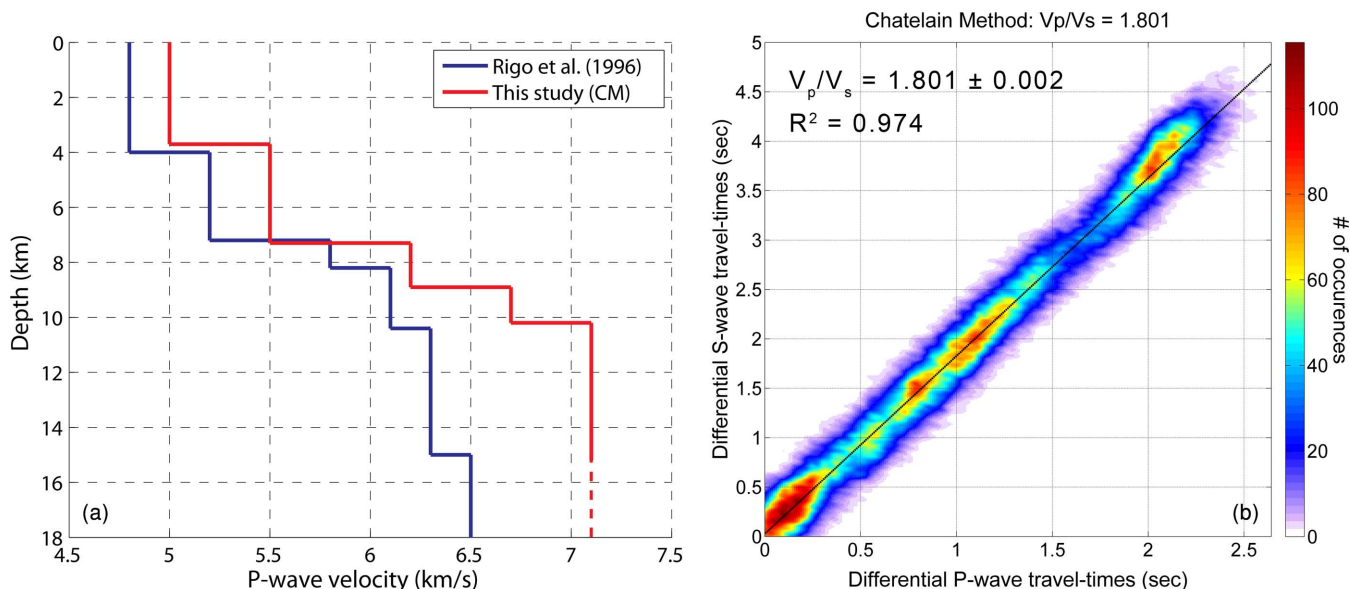 0
2
4
6
8
10
12
14
16
18
Depth (km)
4.5 5 5.5 6 6.5 7 7.5
P-wave velocity (km/s)
Rigo et al. (1996)
This study (CM)
(a)
Chatelain Method: Vp/Vs = 1.801
Vp/Vs = 1.801 ± 0.002
R² = 0.974
5
4.5
4
3.5
3
2.5
2
1.5
1
0.5
0
Differential S-wave travel-times (sec)
0 0.5 1 1.5 2 2.5
Differential P-wave travel-times (sec)
(b)
100
80
60
40
20
0
# of occurences